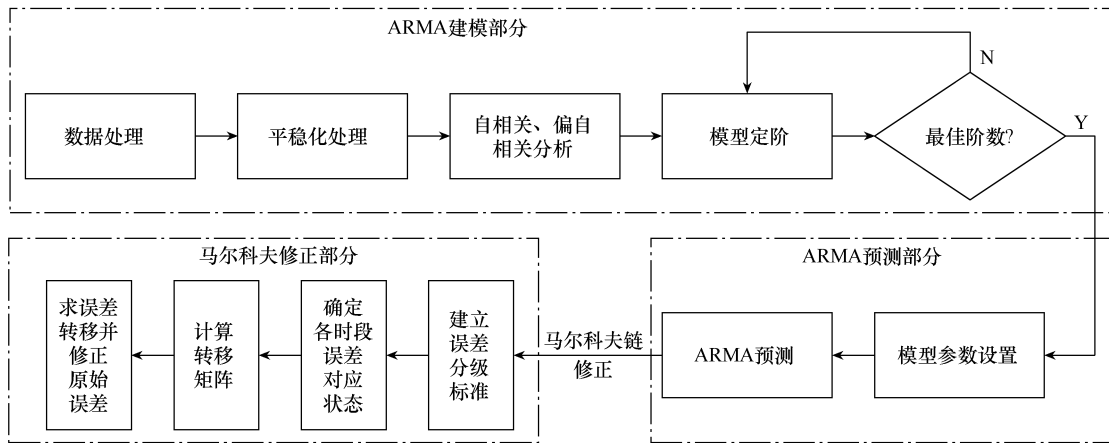 ARMA建模部分
N
数据处理
平稳化处理
自相关、偏自
相关分析
模型定阶
最佳阶数?
Y
马尔科夫修正部分
ARMA预测部分
求误差
转移并
修正
原始
误差
计算
转移
矩阵
确定
各时段
误差
对应
状态
建立
误差
分级
标准
马尔科夫链
修正
ARMA预测
模型参数设置